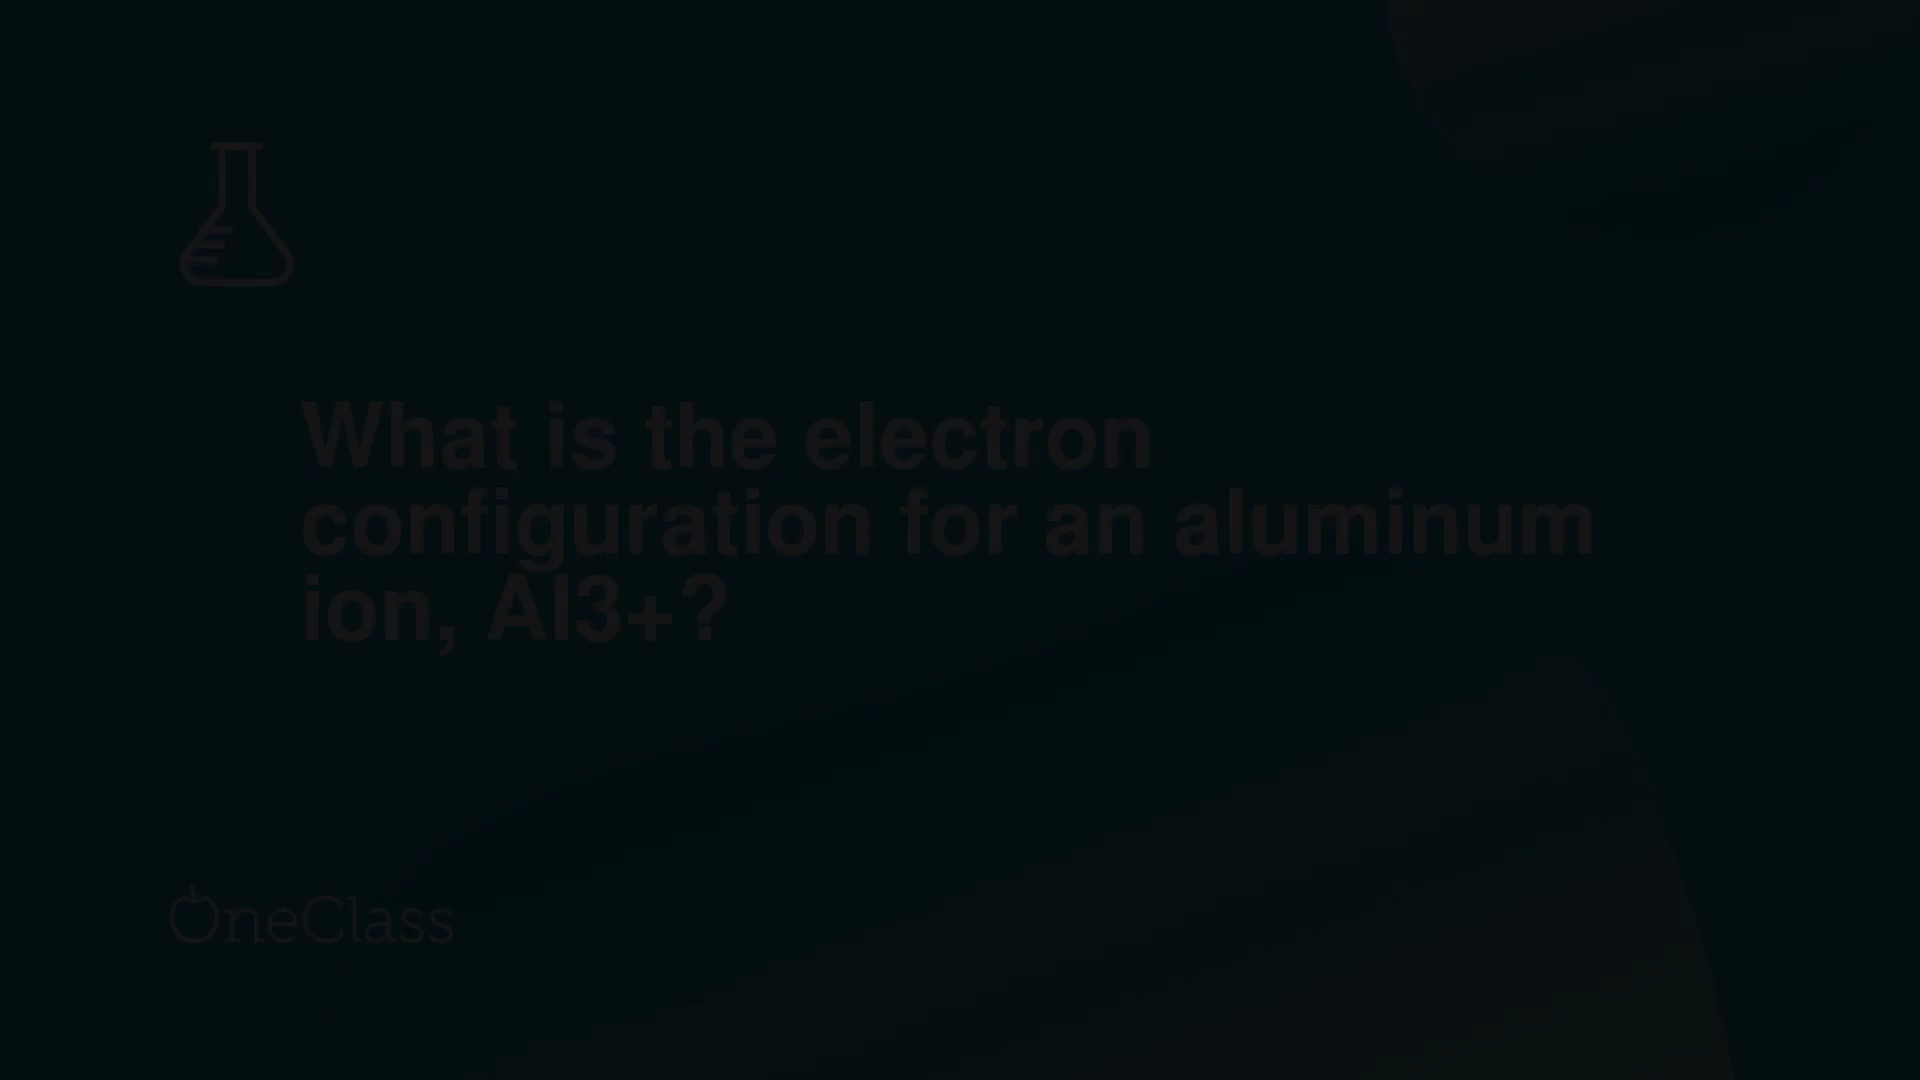 What is the electron
configuration for an aluminum
ion, Al3+?
OneClass